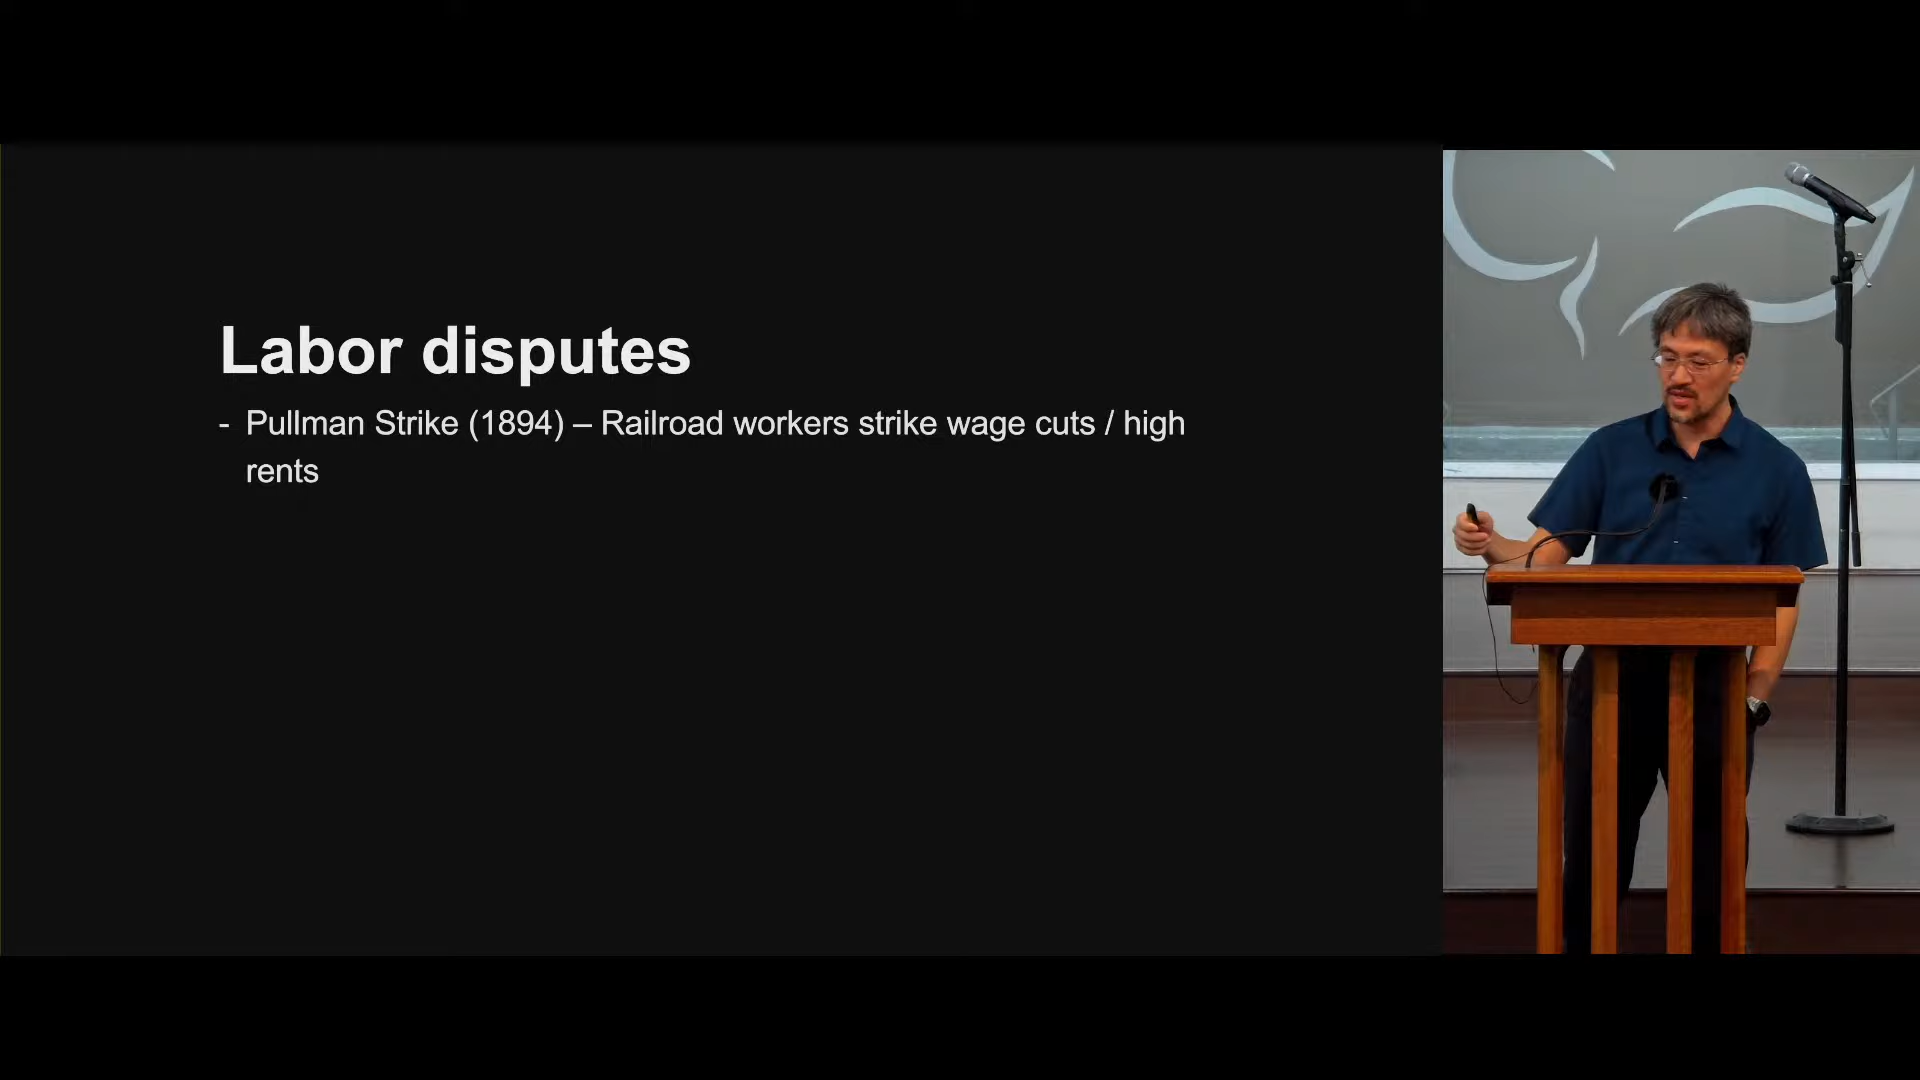 Labor disputes
- Pullman Strike (1894) – Railroad workers strike wage cuts / high
rents